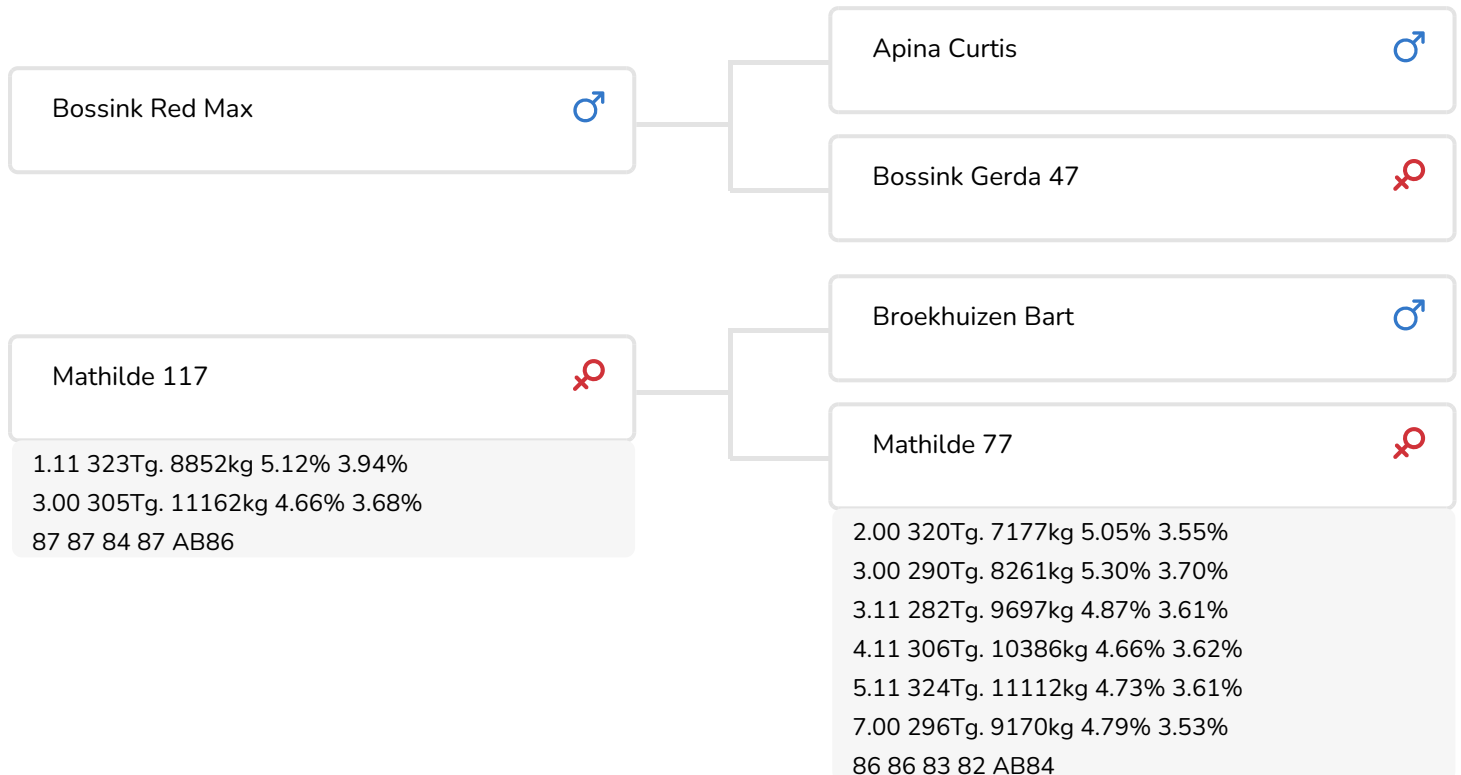 Apina Curtis
Bossink Red Max
Bossink Gerda 47
Broekhuizen Bart
Mathilde 117
Mathilde 77
1.11 323Tg. 8852kg 5.12% 3.94%
3.00 305Tg. 11162kg 4.66% 3.68%
87 87 84 87 AB86
2.00 320Tg. 7177kg 5.05% 3.55%
3.00 290Tg. 8261kg 5.30% 3.70%
3.11 282Tg. 9697kg 4.87% 3.61%
4.11 306Tg. 10386kg 4.66% 3.62%
5.11 324Tg. 11112kg 4.73% 3.61%
7.00 296Tg. 9170kg 4.79% 3.53%
86 86 83 82 AB84